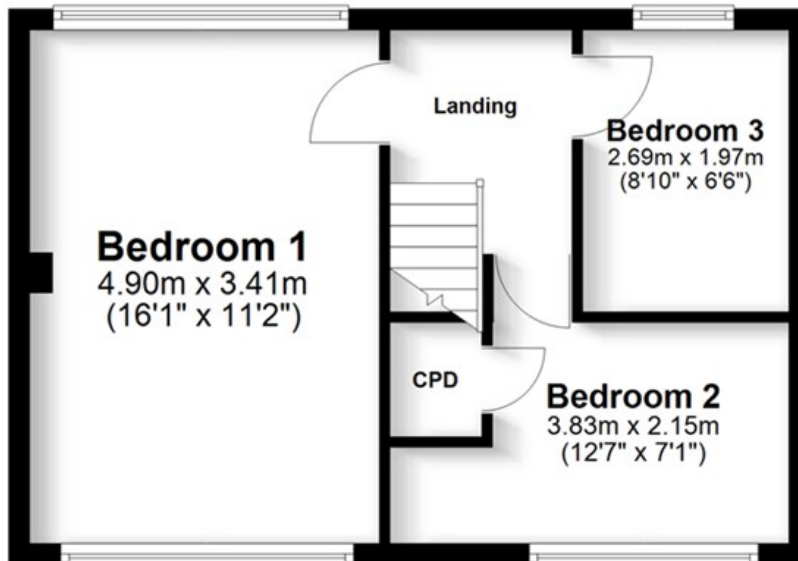 Landing
Bedroom 3
2.69m x 1.97m
(8'10" x 6'6")
Bedroom 1
4.90m x 3.41m
(16'1" x 11'2")
CPD
Bedroom 2
3.83m x 2.15m
(12'7" x 7'1")